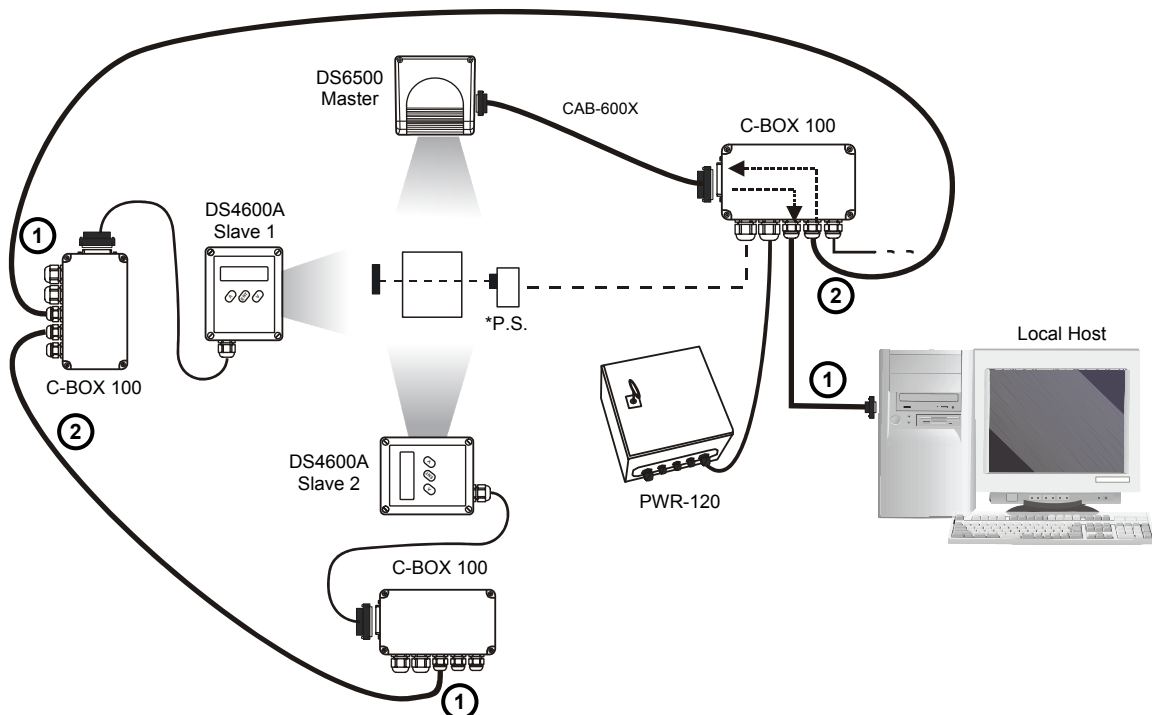 DS6500
Master
CAB-600X
C-BOX 100
DS4600A
Slave 1
1
*P.S.
2
Local Host
C-BOX 100
1
2
DS4600A
Slave 2
PWR-120
C-BOX 100
1